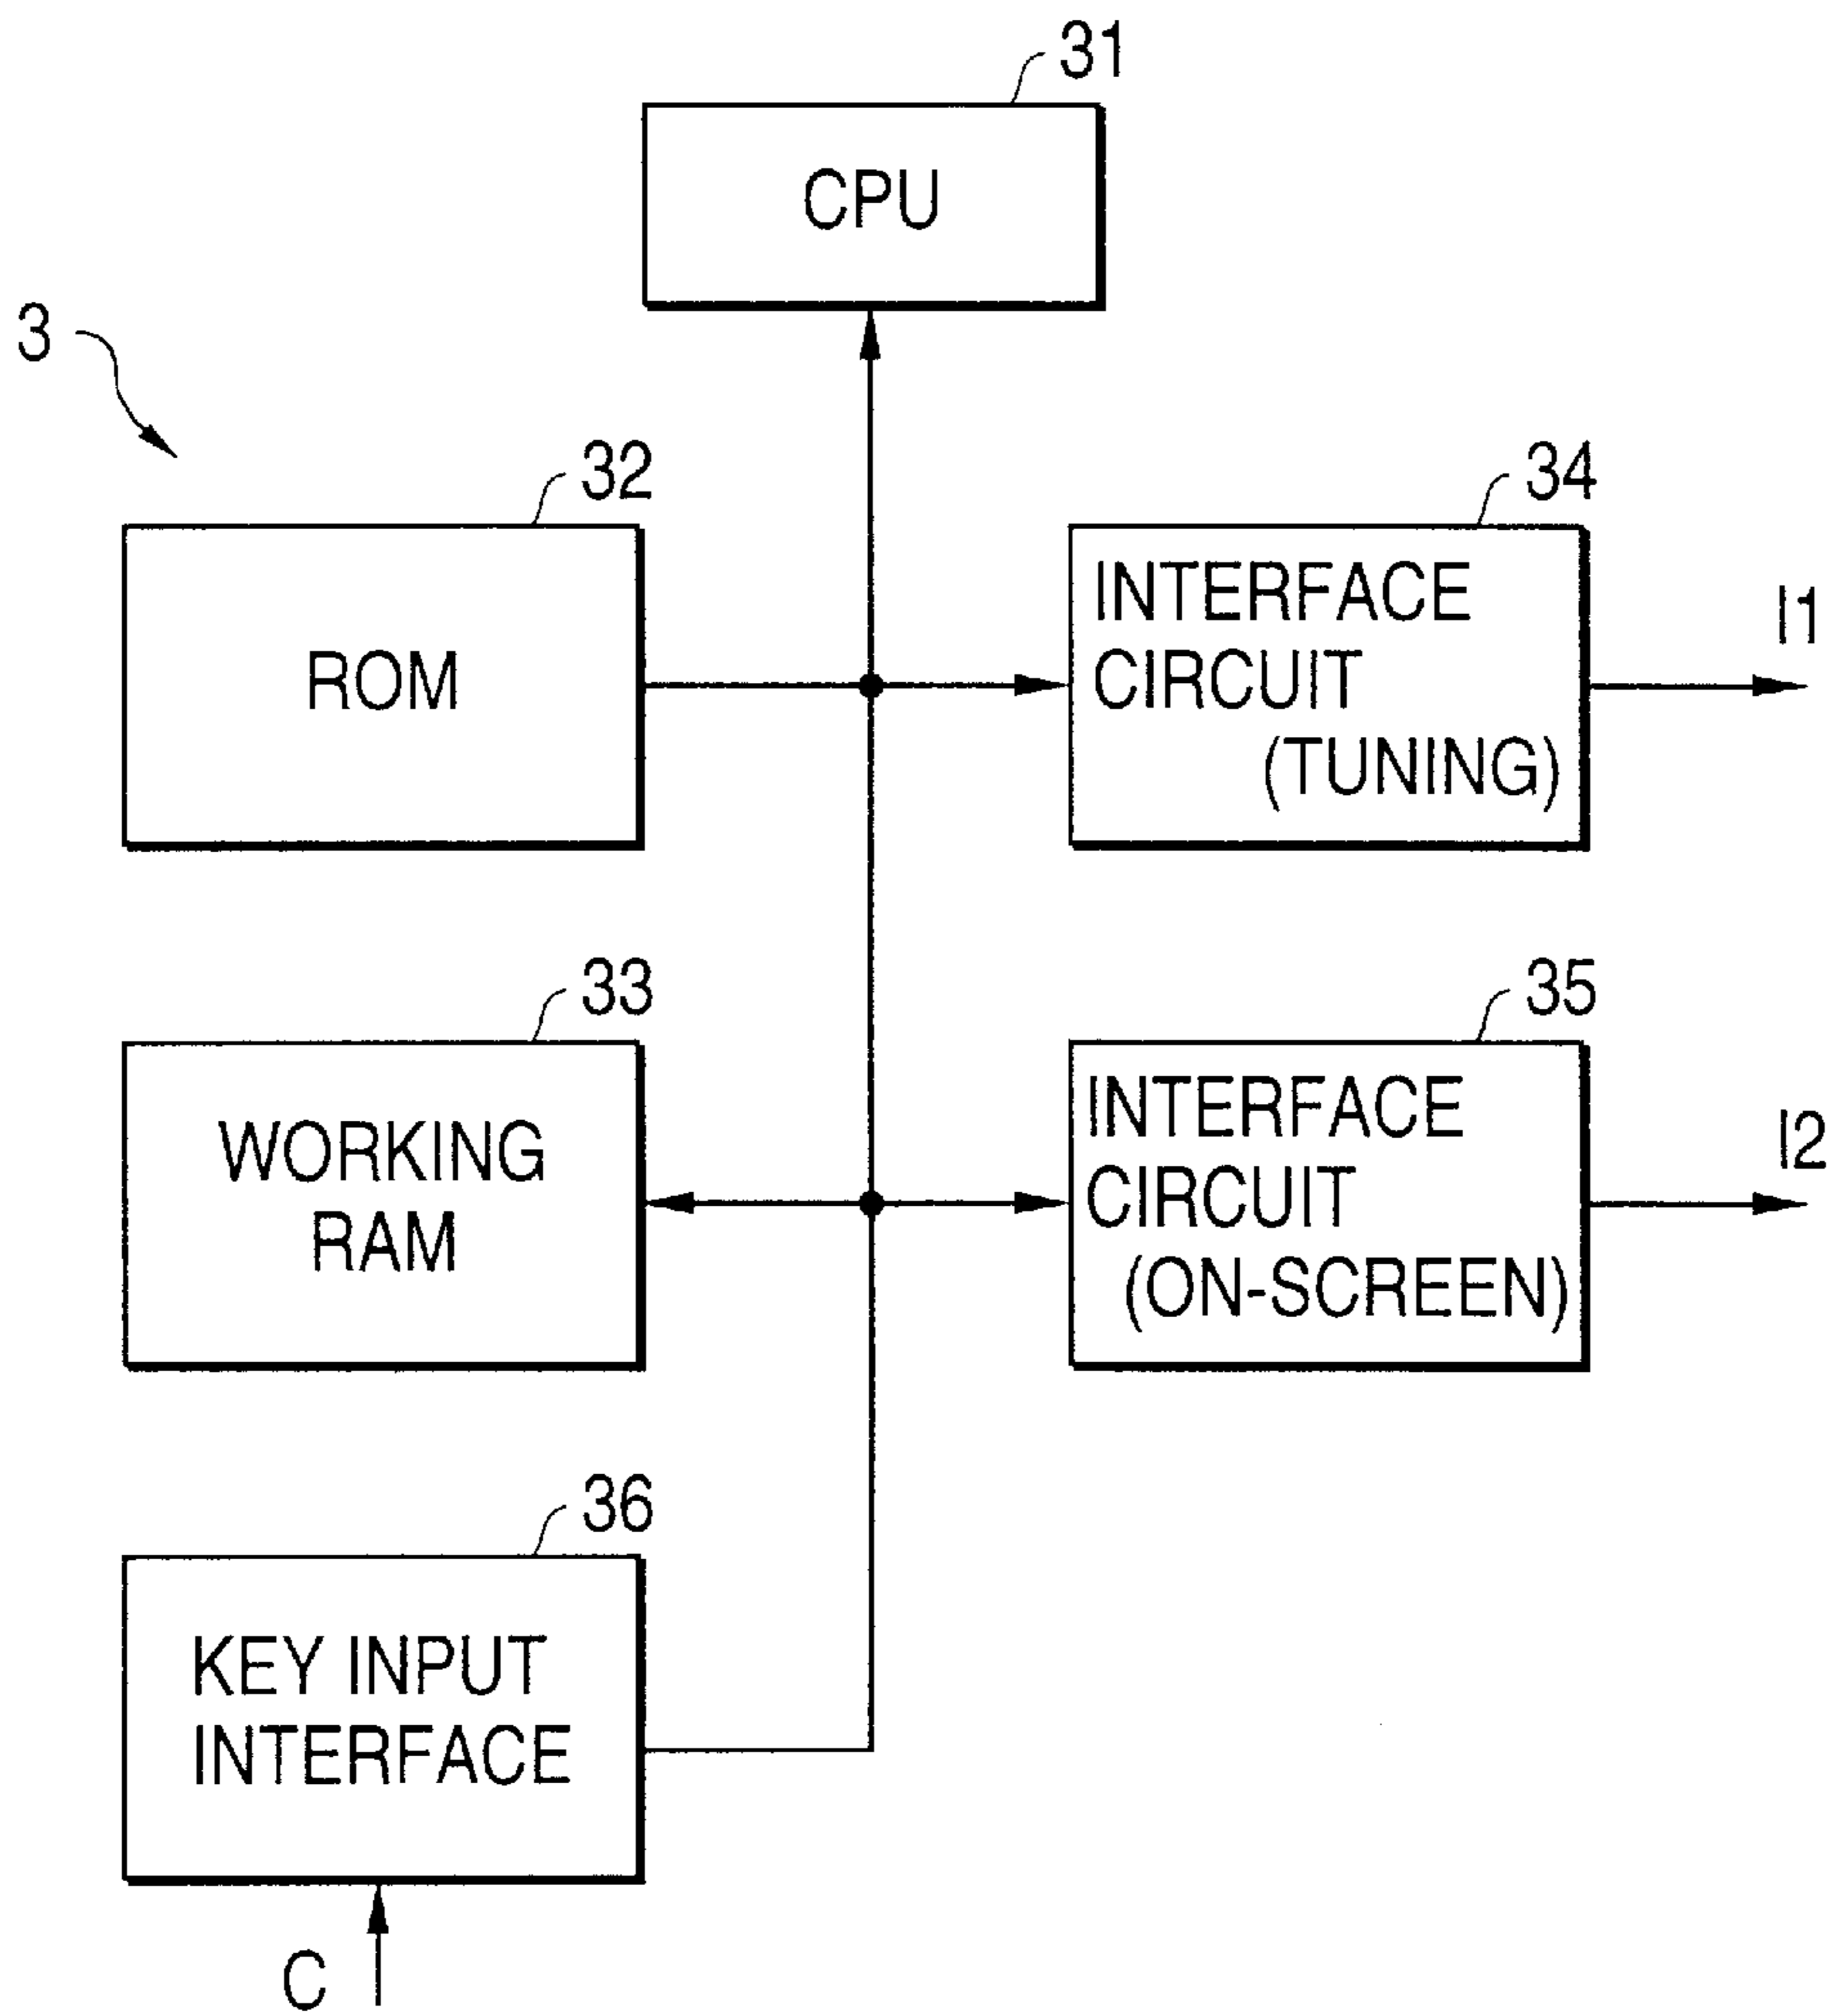 31
CPU
3
32
ROM
34
INTERFACE
CIRCUIT
(TUNING)
I1
33
WORKING
RAM
35
INTERFACE
CIRCUIT
(ON-SCREEN)
I2
36
KEY INPUT
INTERFACE
C